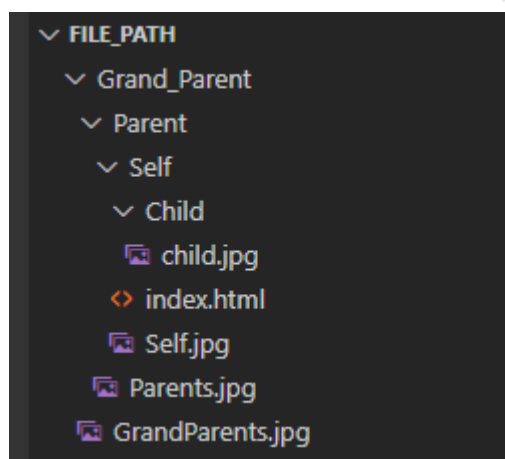 FILE_PATH
Grand_Parent
Parent
Self
Child
child.jpg
index.html
Self.jpg
Parents.jpg
GrandParents.jpg